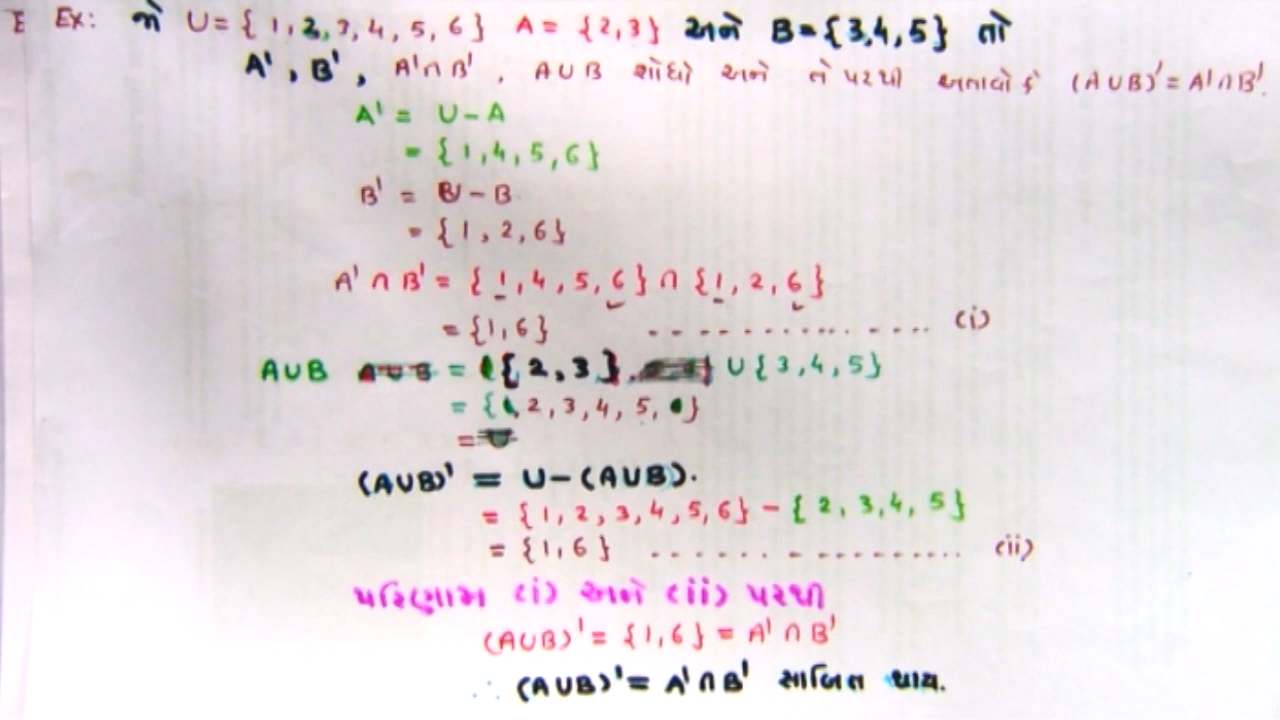 Ex: જો U = { 1, 2, 3, 4, 5, 6 } A = {2,3} અને B = {3,4,5} તો
A', B', A'∩B', A∪B શોધો અને તે પરથી બતાવો કે (A∪B)' = A'∩B'.
A' = U - A
= {1,4,5,6}
B' = U - B
= {1, 2, 6}
A' ∩ B' = { 1, 4, 5, 6 } ∩ {1, 2, 6}
= {1,6} ................ (i)
A∪B = { 2, 3 } ∪ {3,4,5}
= { 2, 3, 4, 5, }
=
(A∪B)' = U - (A∪B).
= { 1, 2, 3, 4, 5, 6} - { 2, 3, 4, 5}
= {1,6} ................ (ii)
પરિણામ (i) અને (ii) પરથી
(A∪B)' = {1,6} = A' ∩ B'
∴ (A∪B)' = A' ∩ B' સાબિત થાય.